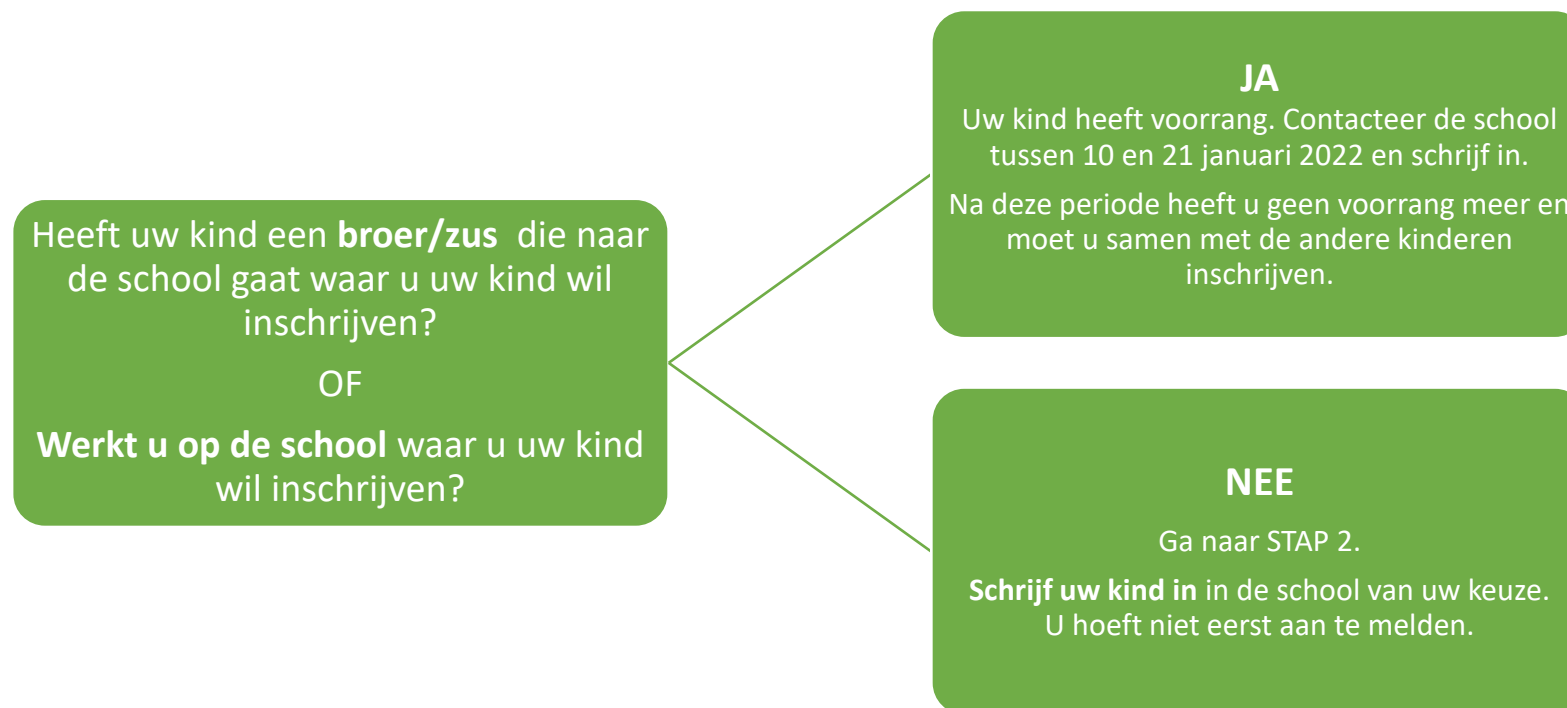 Heeft uw kind een broer/zus die naar
de school gaat waar u uw kind wil
inschrijven?
OF
Werkt u op de school waar u uw kind
wil inschrijven?
JA
Uw kind heeft voorrang. Contacteer de school
tussen 10 en 21 januari 2022 en schrijf in.
Na deze periode heeft u geen voorrang meer en
moet u samen met de andere kinderen
inschrijven.
NEE
Ga naar STAP 2.
Schrijf uw kind in in de school van uw keuze.
U hoeft niet eerst aan te melden.